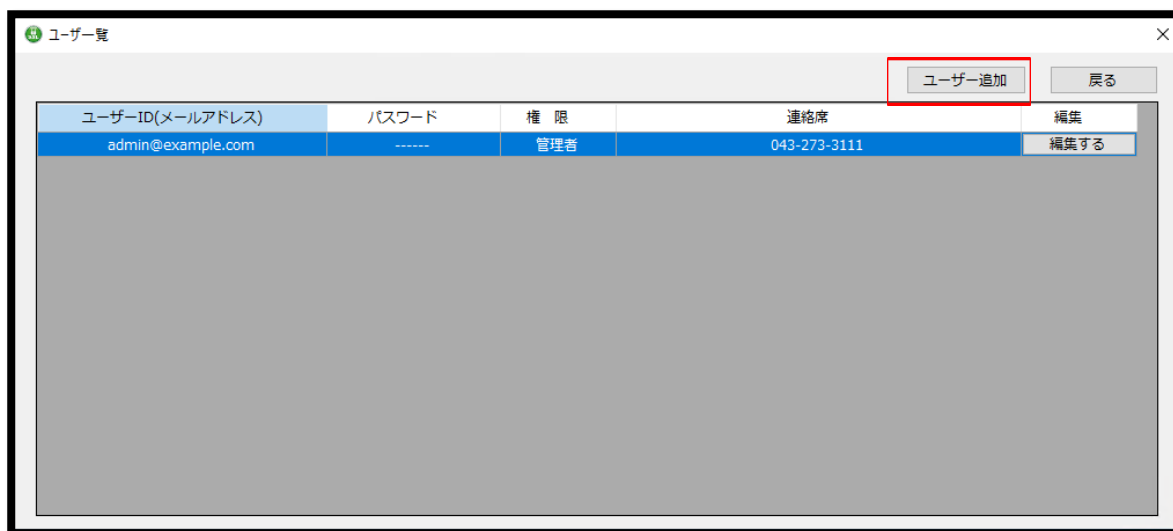 ユーザー覧
ユーザー追加 戻る
ユーザーID(メールアドレス) パスワード 権 限 連絡席 編集
admin@example.com ------ 管理者 043-273-3111 編集する